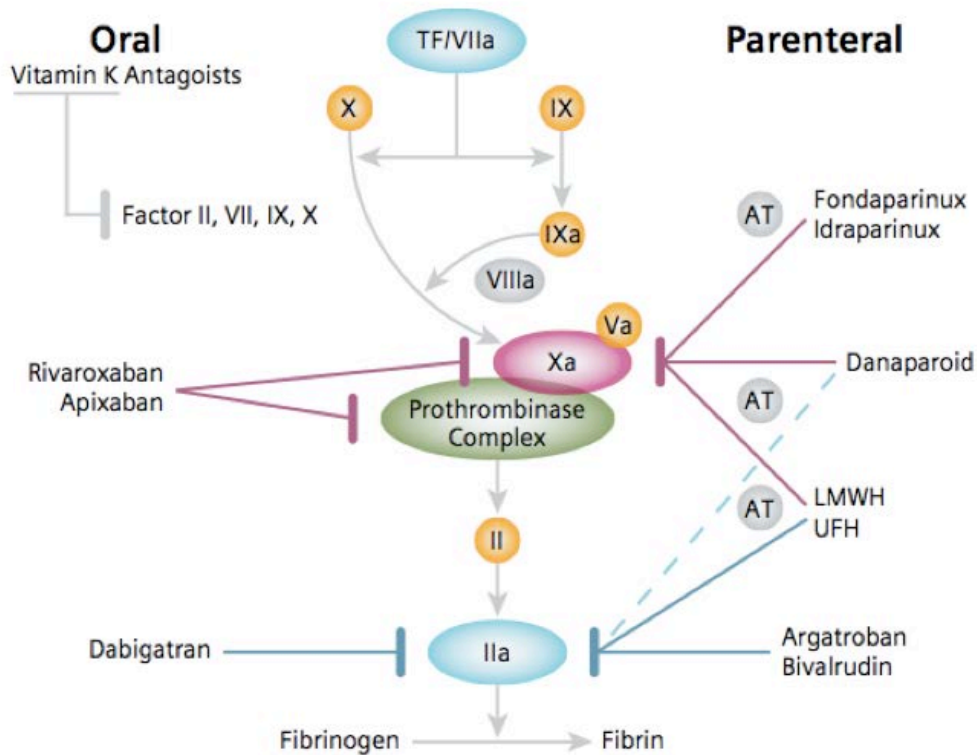 Oral
Vitamin K Antagoists
Factor II, VII, IX, X
TF/VIIa
X
IX
IXa
VIIIa
Va
Xa
Prothrombinase
Complex
II
IIa
Fibrinogen
Fibrin
Rivaroxaban
Apixaban
Dabigatran
Parenteral
AT
Fondaparinux
Idraparinux
Danaparoid
AT
AT
LMWH
UFH
Argatroban
Bivalrudin